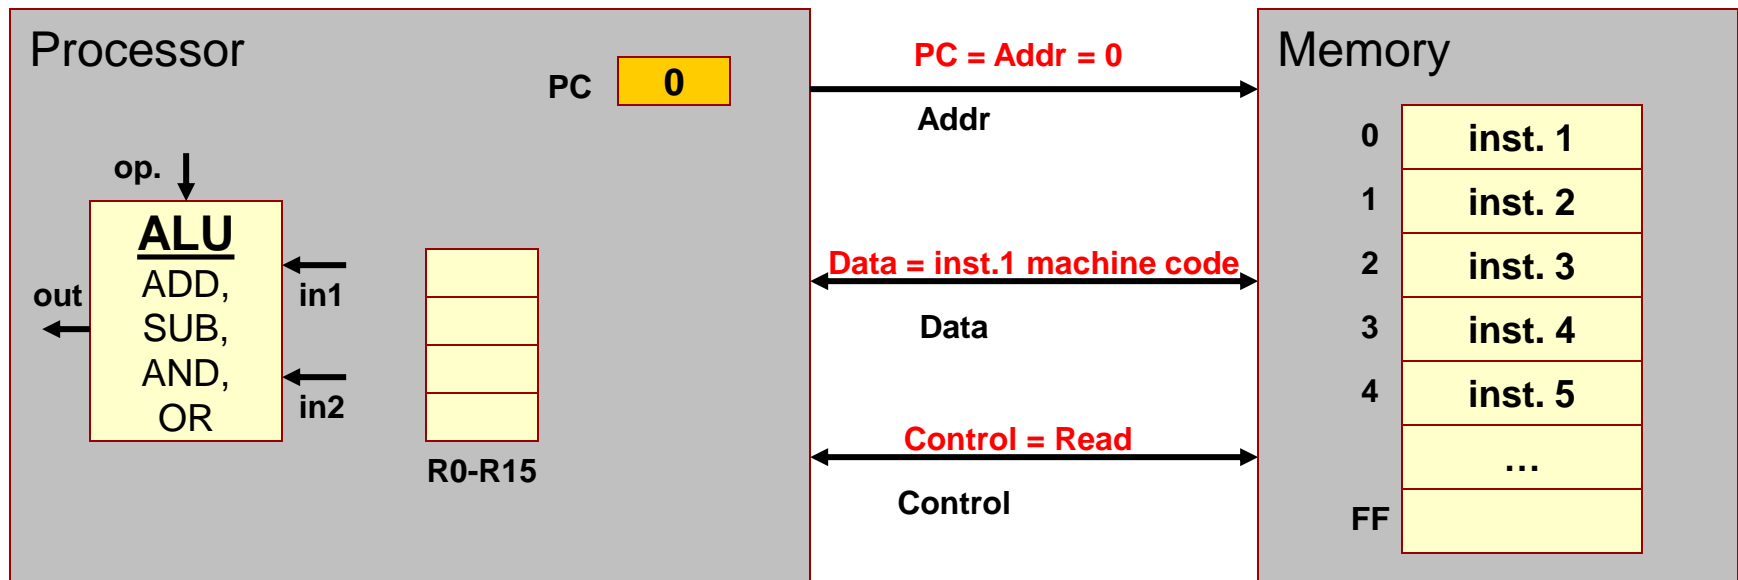 Processor
PC
0
op.
ALU
ADD,
SUB,
AND,
OR
out
in1
in2
R0-R15
PC = Addr = 0
Addr
Data = inst.1 machine code
Data
Control = Read
Control
Memory
0 inst. 1
1 inst. 2
2 inst. 3
3 inst. 4
4 inst. 5
…
FF